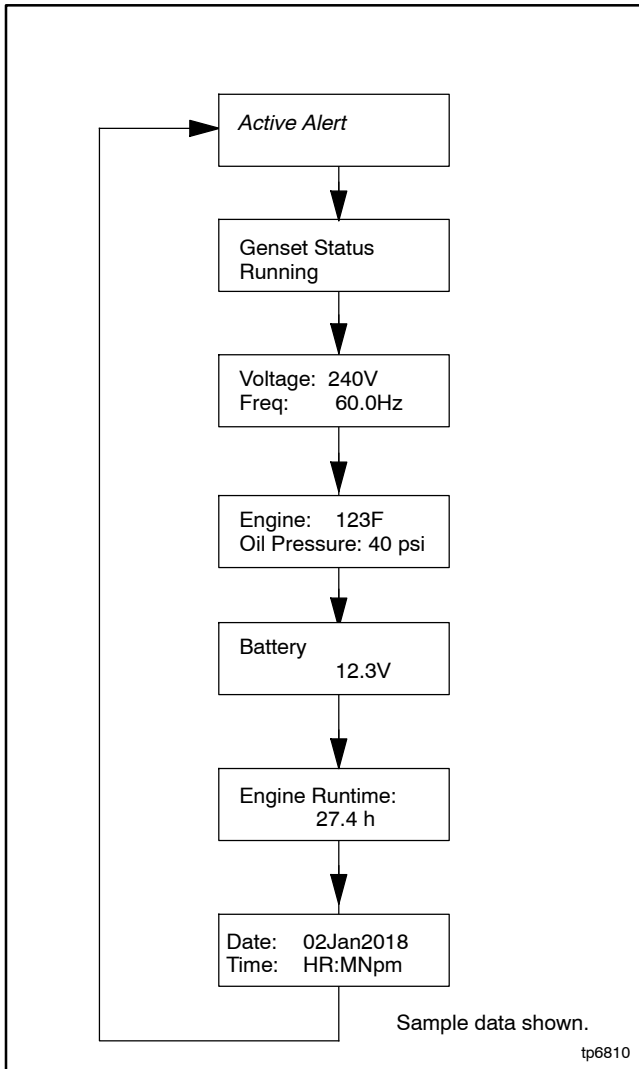 Active Alert
Genset Status
Running
Voltage: 240V
Freq: 60.0Hz
Engine: 123F
Oil Pressure: 40 psi
Battery
12.3V
Engine Runtime:
27.4 h
Date: 02Jan2018
Time: HR:MNpm
Sample data shown.
tp6810